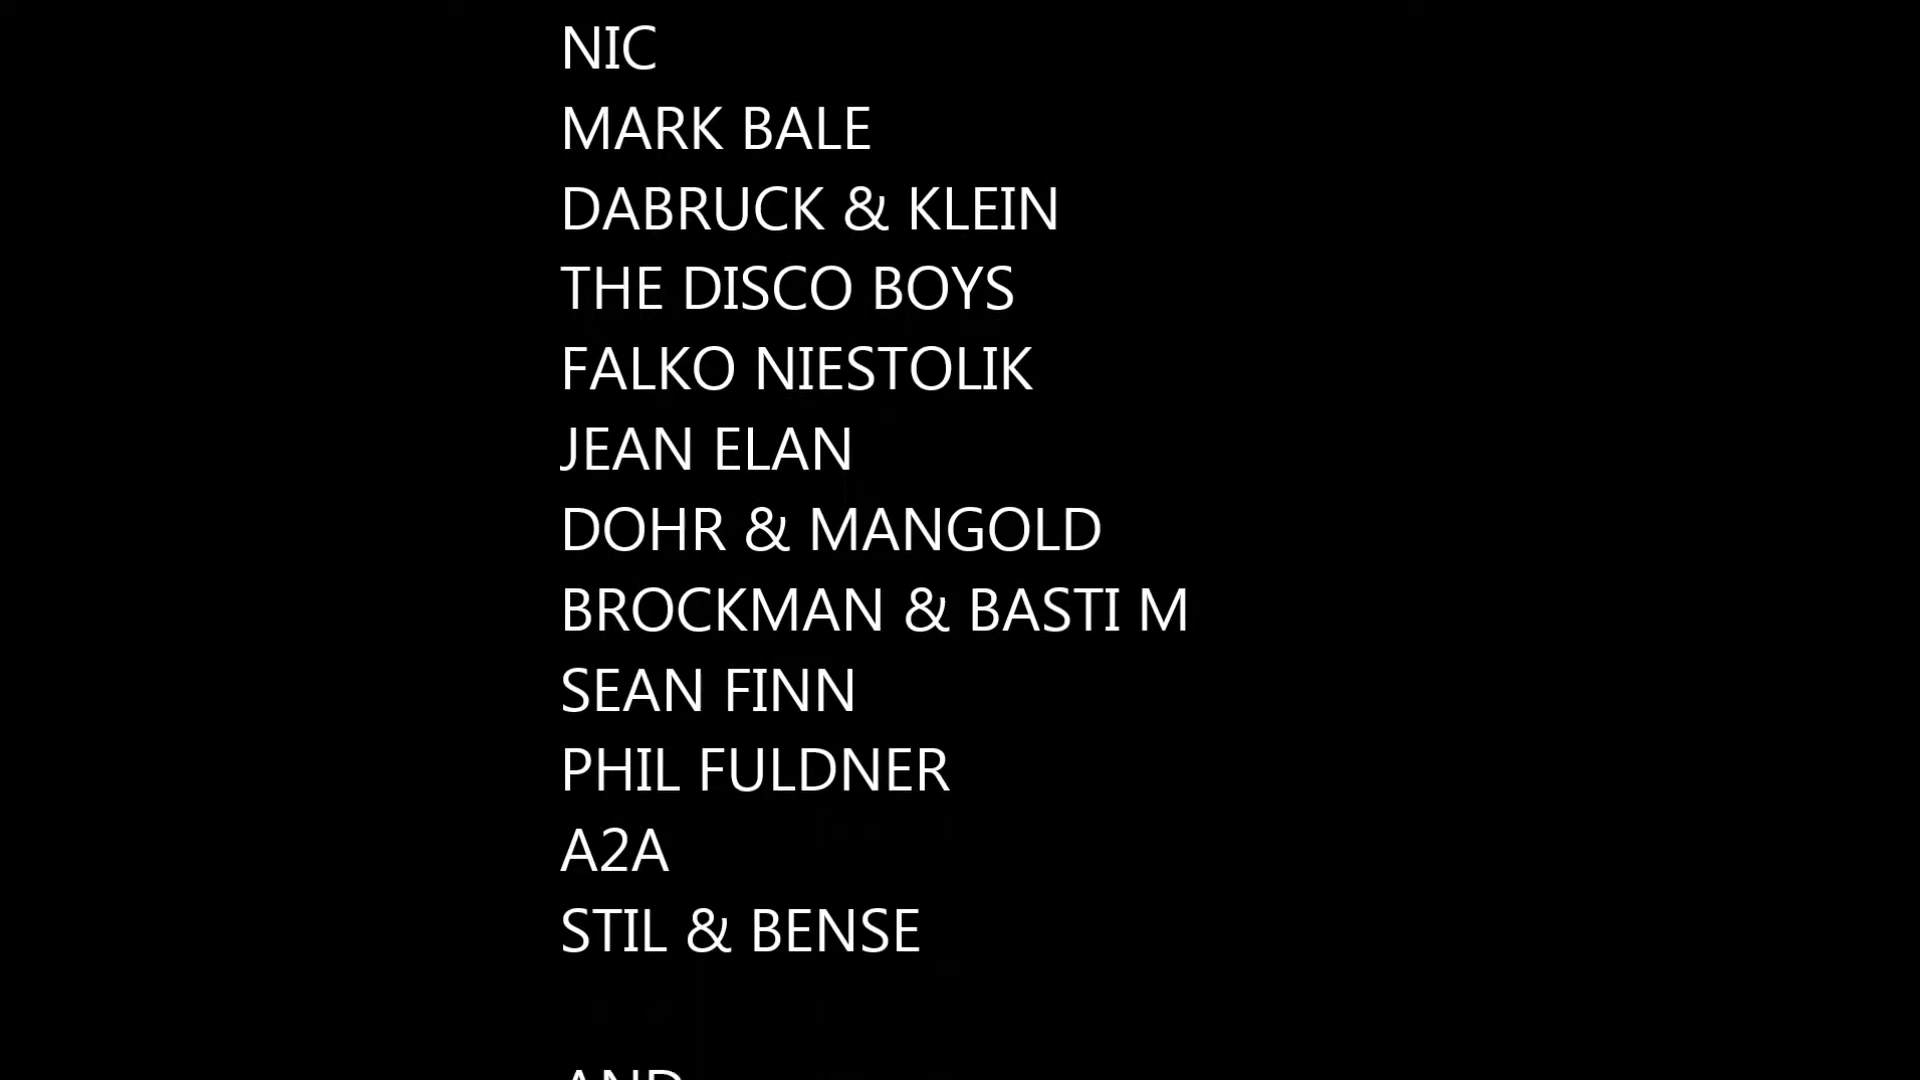 NIC
MARK BALE
DABRUCK & KLEIN
THE DISCO BOYS
FALKO NIESTOLIK
JEAN ELAN
DOHR & MANGOLD
BROCKMAN & BASTI M
SEAN FINN
PHIL FULDNER
A2A
STIL & BENSE
AND